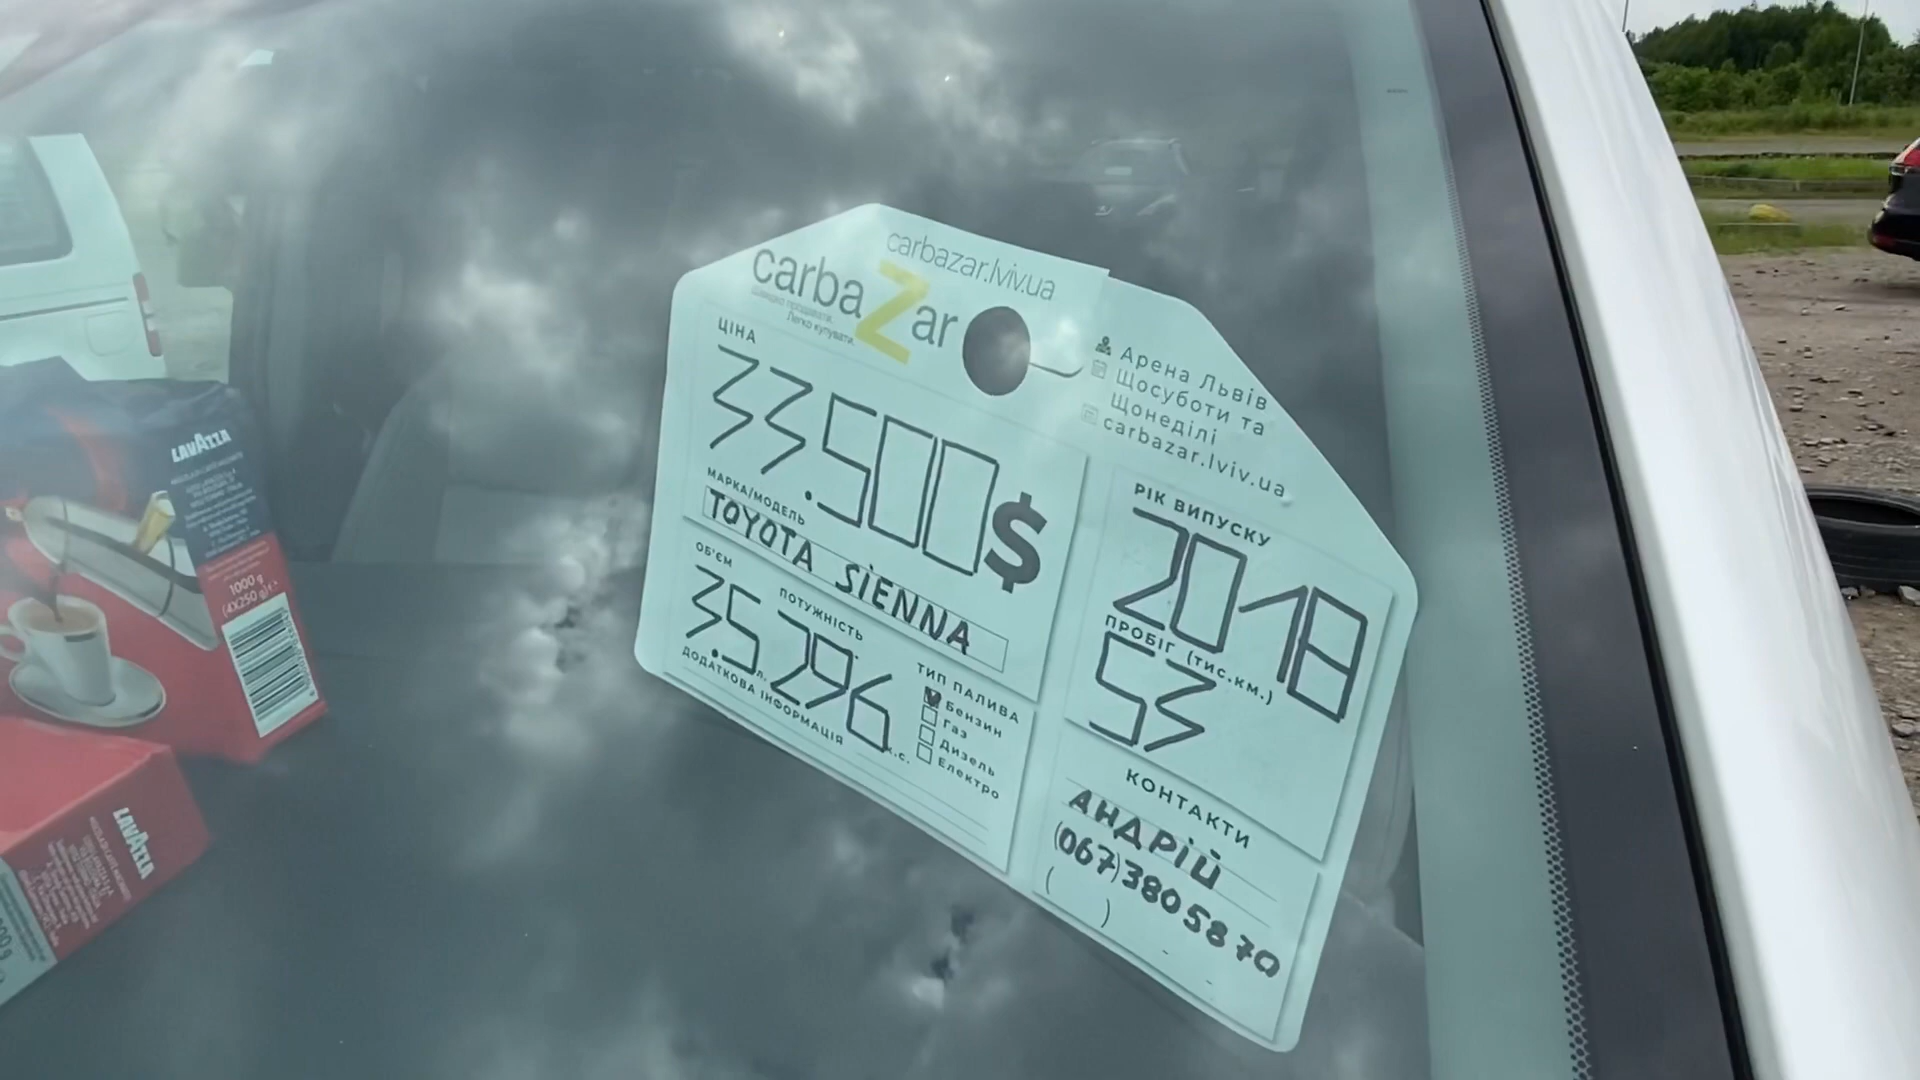 carbazar.lviv.ua
carbaZar
Швидко продавати.
Легко купувати.
Арена Львів
Щосуботи та
Щонеділі
carbazar.lviv.ua
ЦІНА
33.500$
МАРКА/МОДЕЛЬ
TOYOTA SIENNA
ОБ'ЄМ
3.5 л.
ПОТУЖНІСТЬ
296 к.с.
ТИП ПАЛИВА
Бензин
Газ
Дизель
Електро
ДОДАТКОВА ІНФОРМАЦІЯ
РІК ВИПУСКУ
2018
ПРОБІГ (ТИС.КМ.)
53
КОНТАКТИ
АНДРІЙ
(067)380 58 70
LAVAZZA
1000 g
(4X250 g) e
LAVAZZA